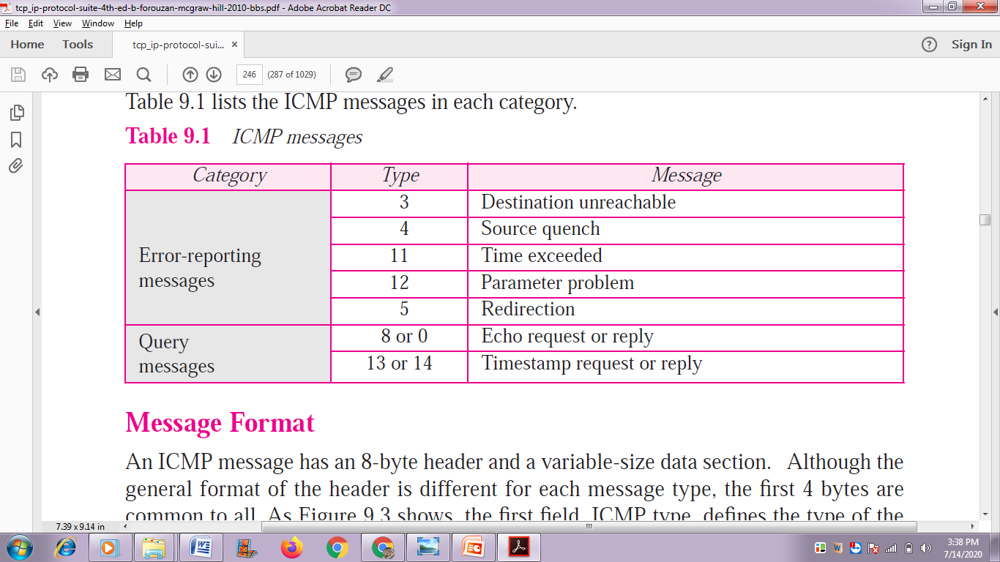 tcp_ip-protocol-suite-4th-ed-b-forouzan-mcgraw-hill-2010-bbs.pdf - Adobe Acrobat Reader DC
File Edit View Window Help
Home Tools tcp_ip-protocol-sui... × Sign In
246 (287 of 1029)
Table 9.1 lists the ICMP messages in each category.
Table 9.1 ICMP messages
Category Type Message
Error-reporting messages
3 Destination unreachable
4 Source quench
11 Time exceeded
12 Parameter problem
5 Redirection
Query messages
8 or 0 Echo request or reply
13 or 14 Timestamp request or reply
Message Format
An ICMP message has an 8-byte header and a variable-size data section. Although the
general format of the header is different for each message type, the first 4 bytes are
common to all. As Figure 9.3 shows, the first field, ICMP type, defines the type of the
7.39 x 9.14 in
3:38 PM
7/14/2020